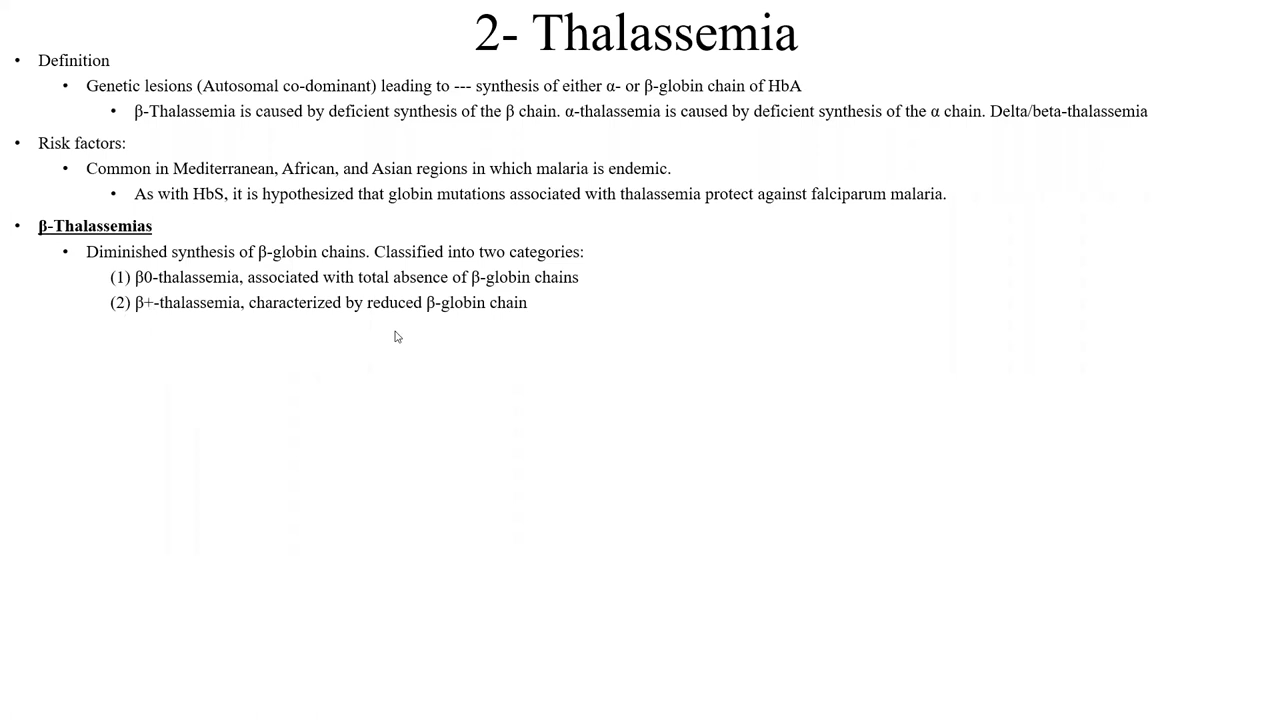 2- Thalassemia
• Definition
• Genetic lesions (Autosomal co-dominant) leading to --- synthesis of either α- or β-globin chain of HbA
• β-Thalassemia is caused by deficient synthesis of the β chain. α-thalassemia is caused by deficient synthesis of the α chain. Delta/beta-thalassemia
• Risk factors:
• Common in Mediterranean, African, and Asian regions in which malaria is endemic.
• As with HbS, it is hypothesized that globin mutations associated with thalassemia protect against falciparum malaria.
• β-Thalassemias
• Diminished synthesis of β-globin chains. Classified into two categories:
(1) β0-thalassemia, associated with total absence of β-globin chains
(2) β+-thalassemia, characterized by reduced β-globin chain